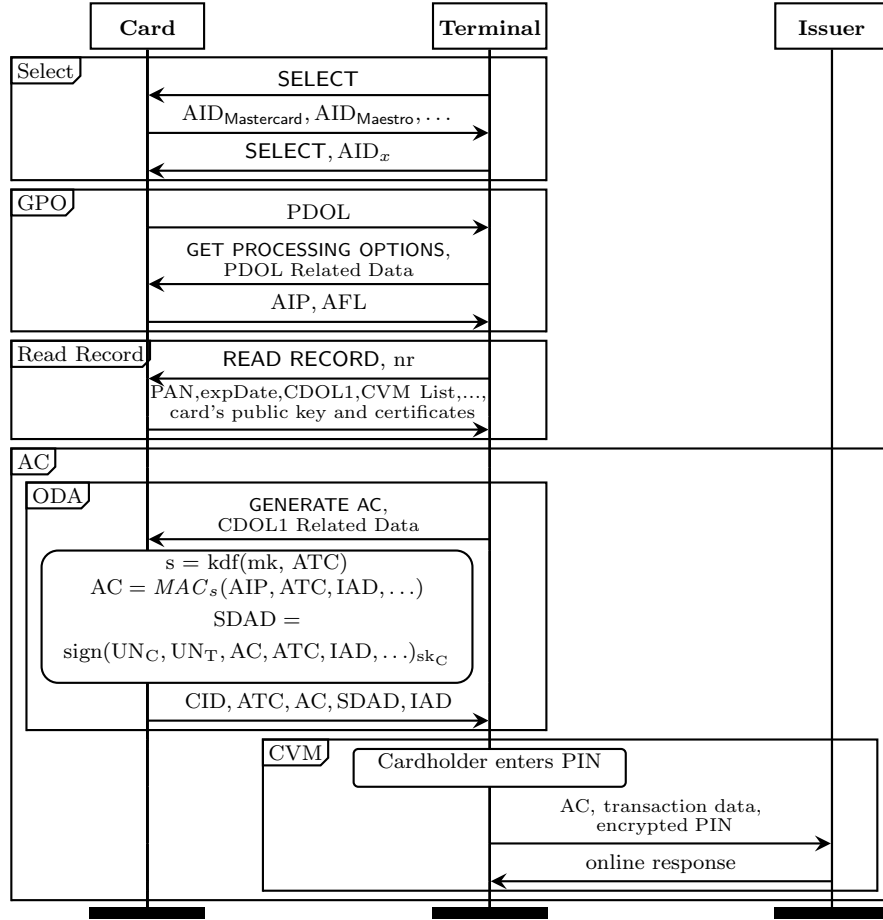 Card
Terminal
Issuer
Select
SELECT
AID_Mastercard, AID_Maestro, ...
SELECT, AID_x
GPO
PDOL
GET PROCESSING OPTIONS,
PDOL Related Data
AIP, AFL
Read Record
READ RECORD, nr
PAN,expDate,CDOL1,CVM List,...,
card's public key and certificates
AC
ODA
GENERATE AC,
CDOL1 Related Data
s = kdf(mk, ATC)
AC = MAC_s(AIP, ATC, IAD, ...)
SDAD =
sign(UN_C, UN_T, AC, ATC, IAD, ...)_sk_C
CID, ATC, AC, SDAD, IAD
CVM
Cardholder enters PIN
AC, transaction data,
encrypted PIN
online response